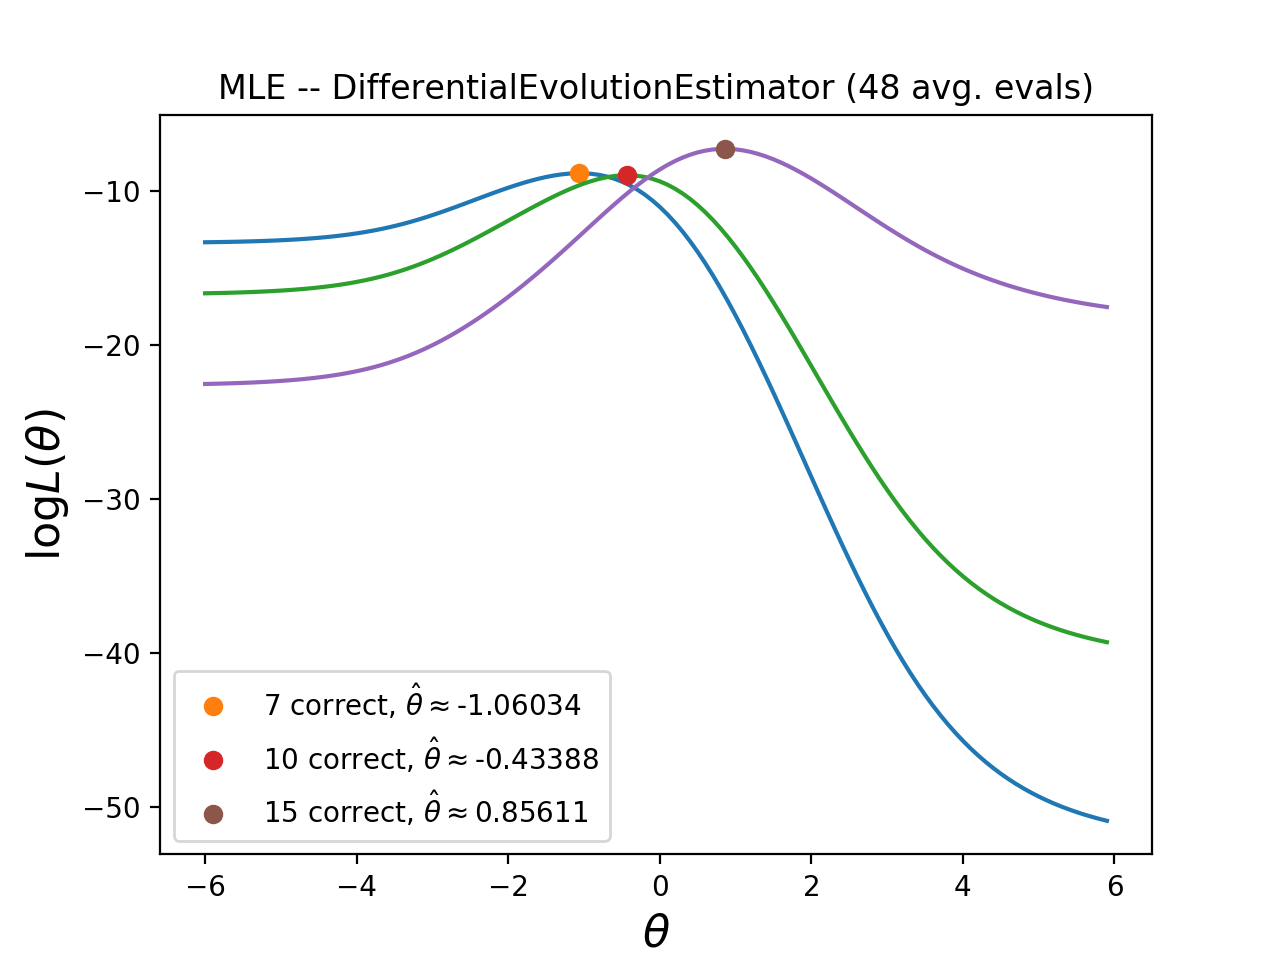 MLE -- DifferentialEvolutionEstimator (48 avg. evals)
logL(θ)
−10
−20
−30
−40
−50
7 correct, θ̂ ≈ -1.06034
10 correct, θ̂ ≈ -0.43388
15 correct, θ̂ ≈ 0.85611
−6 −4 −2 0 2 4 6
θ